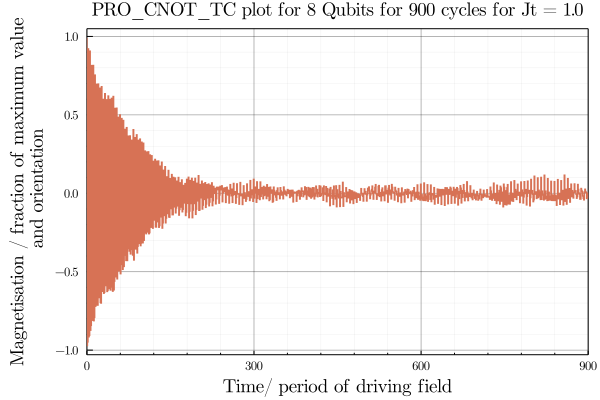 PRO_CNOT_TC plot for 8 Qubits for 900 cycles for Jt = 1.0
Magnetisation / fraction of maximum value
and orientation
1.0
0.5
0.0
−0.5
−1.0
0
300
600
900
Time/ period of driving field